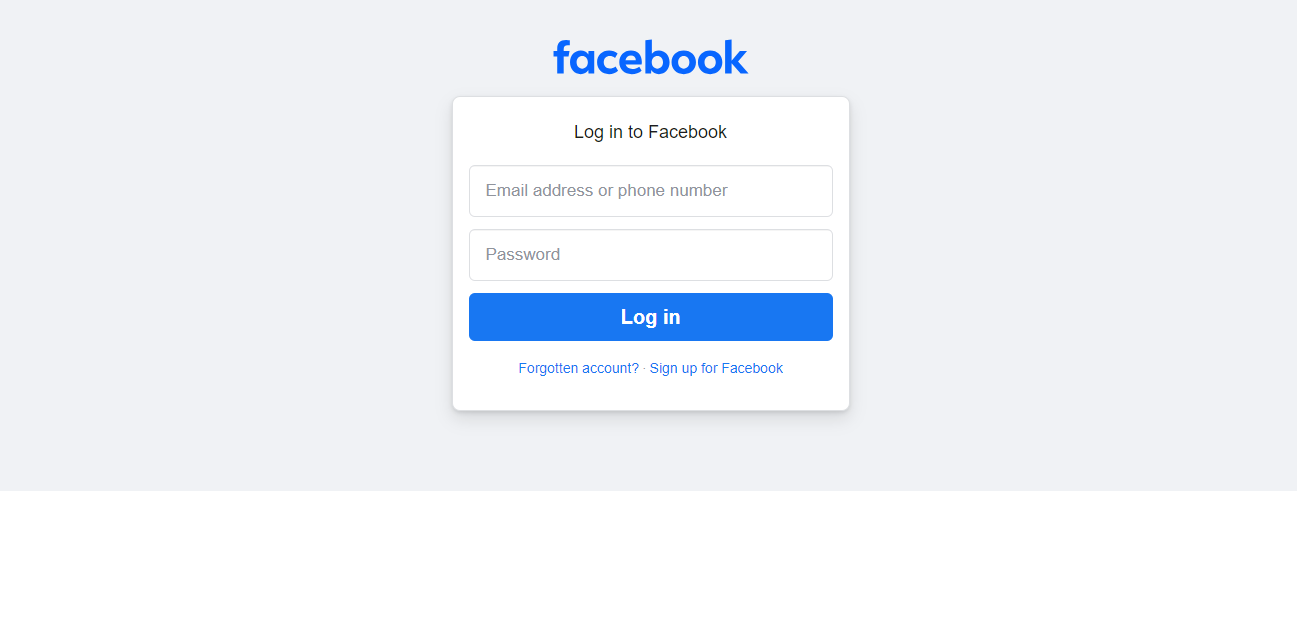 facebook
Log in to Facebook
Email address or phone number
Password
Log in
Forgotten account? · Sign up for Facebook